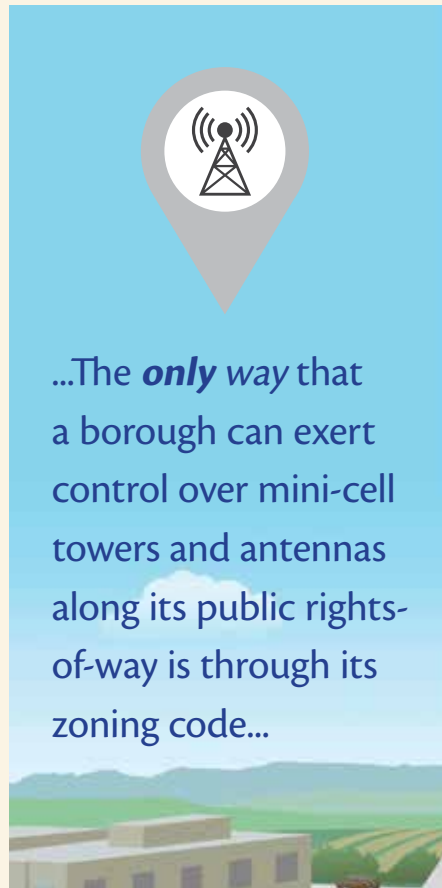 ...The only way that
a borough can exert
control over mini-cell
towers and antennas
along its public rights-
of-way is through its
zoning code...